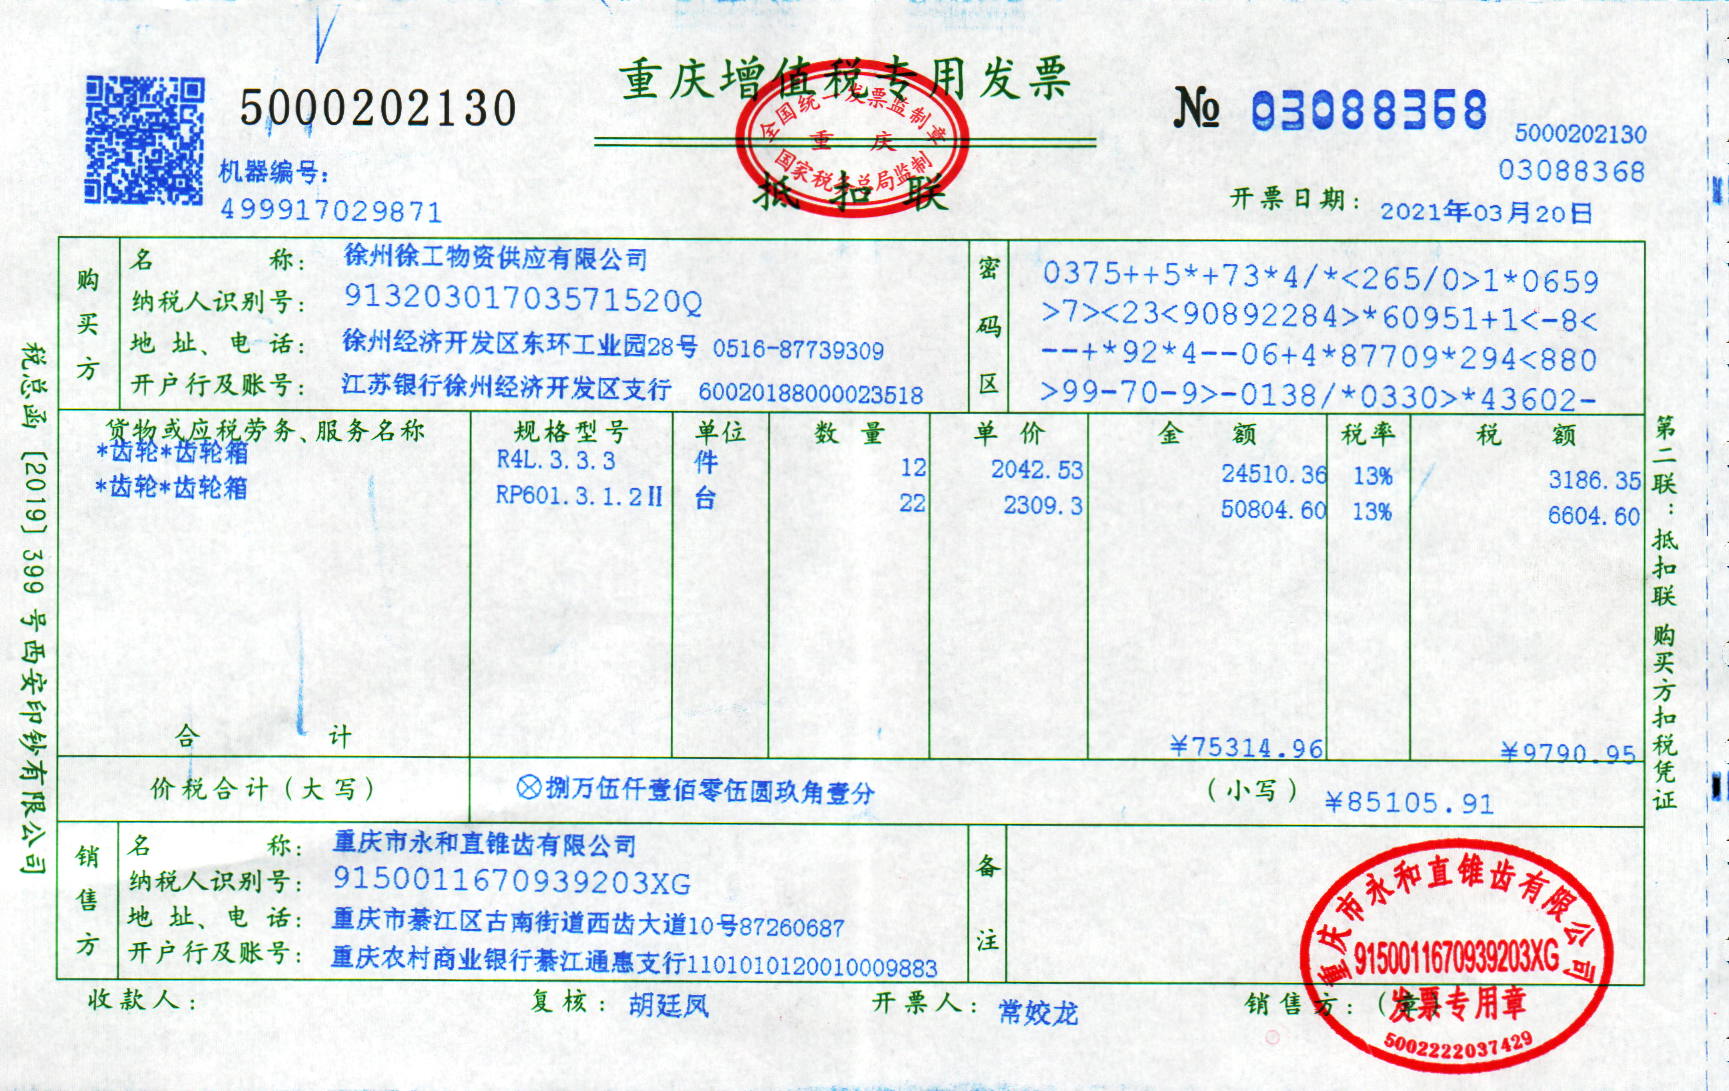 重庆增值税专用发票
抵扣联
全国统一发票监制章
重庆
国家税务总局监制
5000202130
№ 03088368
5000202130
03088368
机器编号:
499917029871
开票日期: 2021年03月20日
购买方
名称: 徐州徐工物资供应有限公司
纳税人识别号: 91320301703571520Q
地址、电话: 徐州经济开发区东环工业园28号 0516-87739309
开户行及账号: 江苏银行徐州经济开发区支行 60020188000023518
密码区
0375++5*+73*4/*<265/0>1*0659
>7><23<90892284>*60951+1<-8<
--+*92*4--06+4*87709*294<880
>99-70-9>-0138/*0330>*43602-
货物或应税劳务、服务名称 规格型号 单位 数量 单价 金额 税率 税额
*齿轮*齿轮箱 R4L.3.3.3 件 12 2042.53 24510.36 13% 3186.35
*齿轮*齿轮箱 RP601.3.1.2Ⅱ 台 22 2309.3 50804.60 13% 6604.60
合计 ¥75314.96 ¥9790.95
价税合计(大写) ⊗捌万伍仟壹佰零伍圆玖角壹分 (小写) ¥85105.91
销售方
名称: 重庆市永和直锥齿有限公司
纳税人识别号: 9150011670939203XG
地址、电话: 重庆市綦江区古南街道西齿大道10号87260687
开户行及账号: 重庆农村商业银行綦江通惠支行1101010120010009883
备注
收款人: 复核: 胡廷凤 开票人: 常姣龙 销售方:(章)
重庆市永和直锥齿有限公司
9150011670939203XG
发票专用章
5002222037429
税总函〔2019〕399号西安印钞有限公司
第二联:抵扣联 购买方扣税凭证